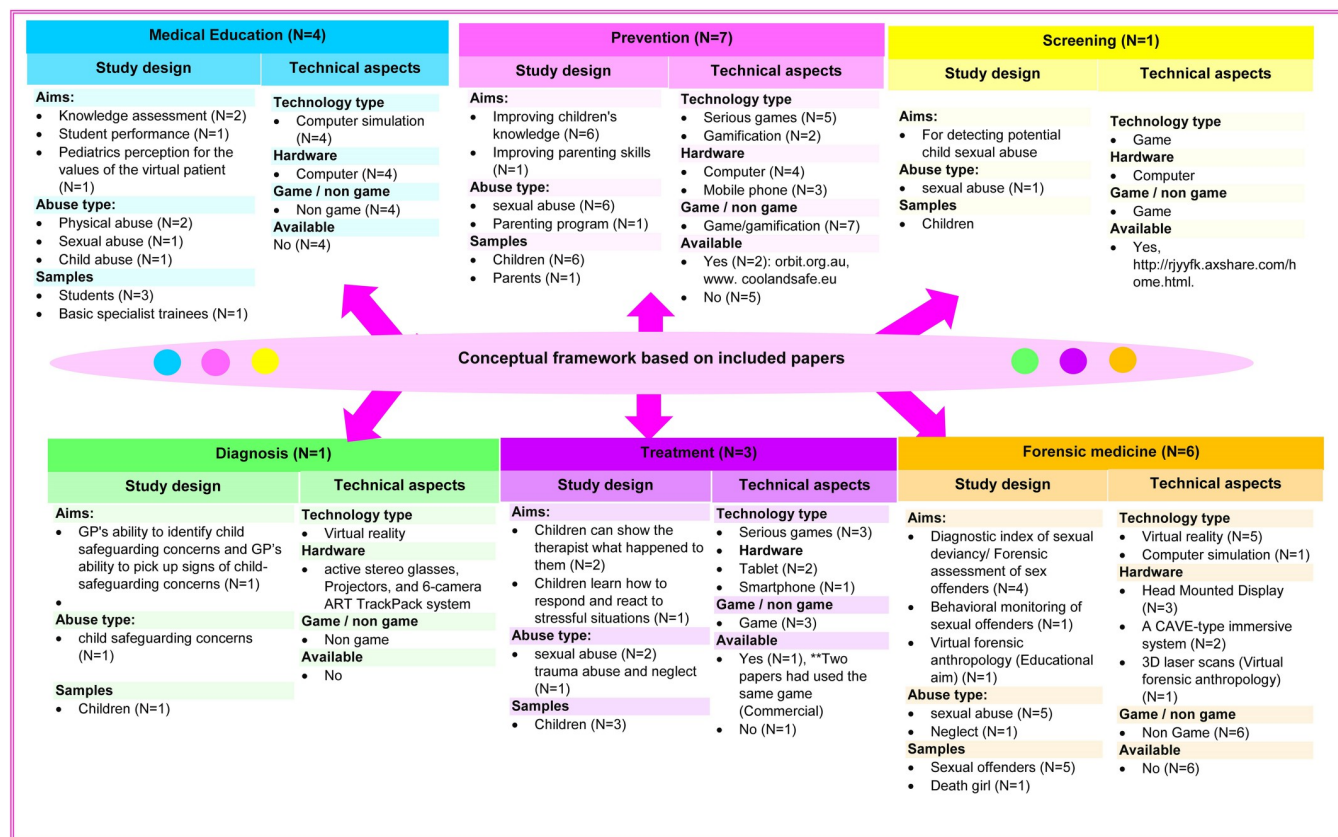 Medical Education (N=4)
Study design
Technical aspects
Aims:
• Knowledge assessment (N=2)
• Student performance (N=1)
• Pediatrics perception for the
values of the virtual patient
(N=1)
Abuse type:
• Physical abuse (N=2)
• Sexual abuse (N=1)
• Child abuse (N=1)
Samples
• Students (N=3)
• Basic specialist trainees (N=1)
Technology type
• Computer simulation
(N=4)
Hardware
• Computer (N=4)
Game / non game
• Non game (N=4)
Available
No (N=4)
Prevention (N=7)
Study design
Technical aspects
Aims:
• Improving children's
knowledge (N=6)
• Improving parenting skills
(N=1)
Abuse type:
• sexual abuse (N=6)
• Parenting program (N=1)
Samples
• Children (N=6)
• Parents (N=1)
Technology type
• Serious games (N=5)
• Gamification (N=2)
Hardware
• Computer (N=4)
• Mobile phone (N=3)
Game / non game
• Game/gamification (N=7)
Available
• Yes (N=2): orbit.org.au,
www. coolandsafe.eu
• No (N=5)
Screening (N=1)
Study design
Technical aspects
Aims:
• For detecting potential
child sexual abuse
Abuse type:
• sexual abuse (N=1)
Samples
• Children
Technology type
• Game
Hardware
• Computer
Game / non game
• Game
Available
• Yes,
http://rjyyfk.axshare.com/h
ome.html.
Conceptual framework based on included papers
Diagnosis (N=1)
Study design
Technical aspects
Aims:
• GP's ability to identify child
safeguarding concerns and GP's
ability to pick up signs of child-
safeguarding concerns (N=1)
•
Abuse type:
• child safeguarding concerns
(N=1)
Samples
• Children (N=1)
Technology type
• Virtual reality
Hardware
• active stereo glasses,
Projectors, and 6-camera
ART TrackPack system
Game / non game
• Non game
Available
• No
Treatment (N=3)
Study design
Technical aspects
Aims:
• Children can show the
therapist what happened to
them (N=2)
• Children learn how to
respond and react to
stressful situations (N=1)
Abuse type:
• sexual abuse (N=2)
trauma abuse and neglect
(N=1)
Samples
• Children (N=3)
Technology type
• Serious games (N=3)
• Hardware
• Tablet (N=2)
• Smartphone (N=1)
Game / non game
• Game (N=3)
Available
• Yes (N=1), **Two
papers had used the
same game
(Commercial)
• No (N=1)
Forensic medicine (N=6)
Study design
Technical aspects
Aims:
• Diagnostic index of sexual
deviancy/ Forensic
assessment of sex
offenders (N=4)
• Behavioral monitoring of
sexual offenders (N=1)
• Virtual forensic
anthropology (Educational
aim) (N=1)
Abuse type:
• sexual abuse (N=5)
• Neglect (N=1)
Samples
• Sexual offenders (N=5)
• Death girl (N=1)
Technology type
• Virtual reality (N=5)
• Computer simulation (N=1)
Hardware
• Head Mounted Display
(N=3)
• A CAVE-type immersive
system (N=2)
• 3D laser scans (Virtual
forensic anthropology)
(N=1)
Game / non game
• Non Game (N=6)
Available
• No (N=6)